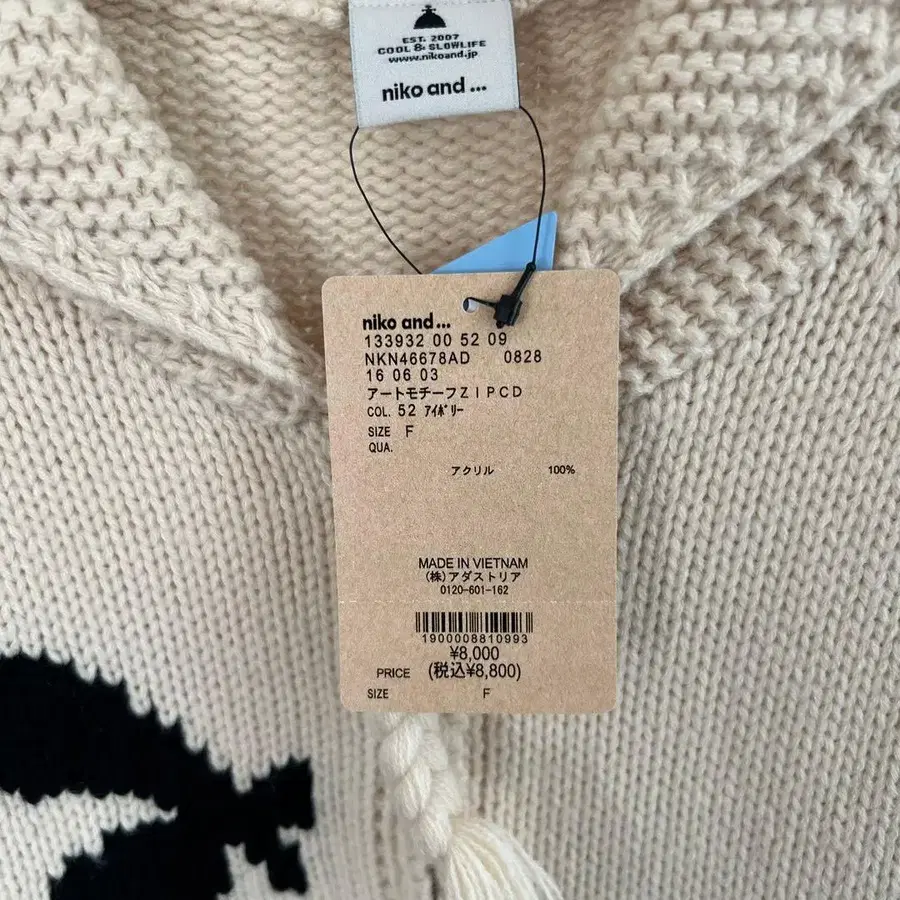 EST. 2007
COOL & SLOWLIFE
www.nikoand.jp
niko and ...
niko and ...
133932 00 52 09
NKN46678AD 0828
16 06 03
アートモチーフZIPCD
COL. 52 ｱｲﾎﾞﾘｰ
SIZE F
QUA.
アクリル 100%
MADE IN VIETNAM
(株)アダストリア
0120-601-162
1900008810993
¥8,000
PRICE (税込¥8,800)
SIZE F